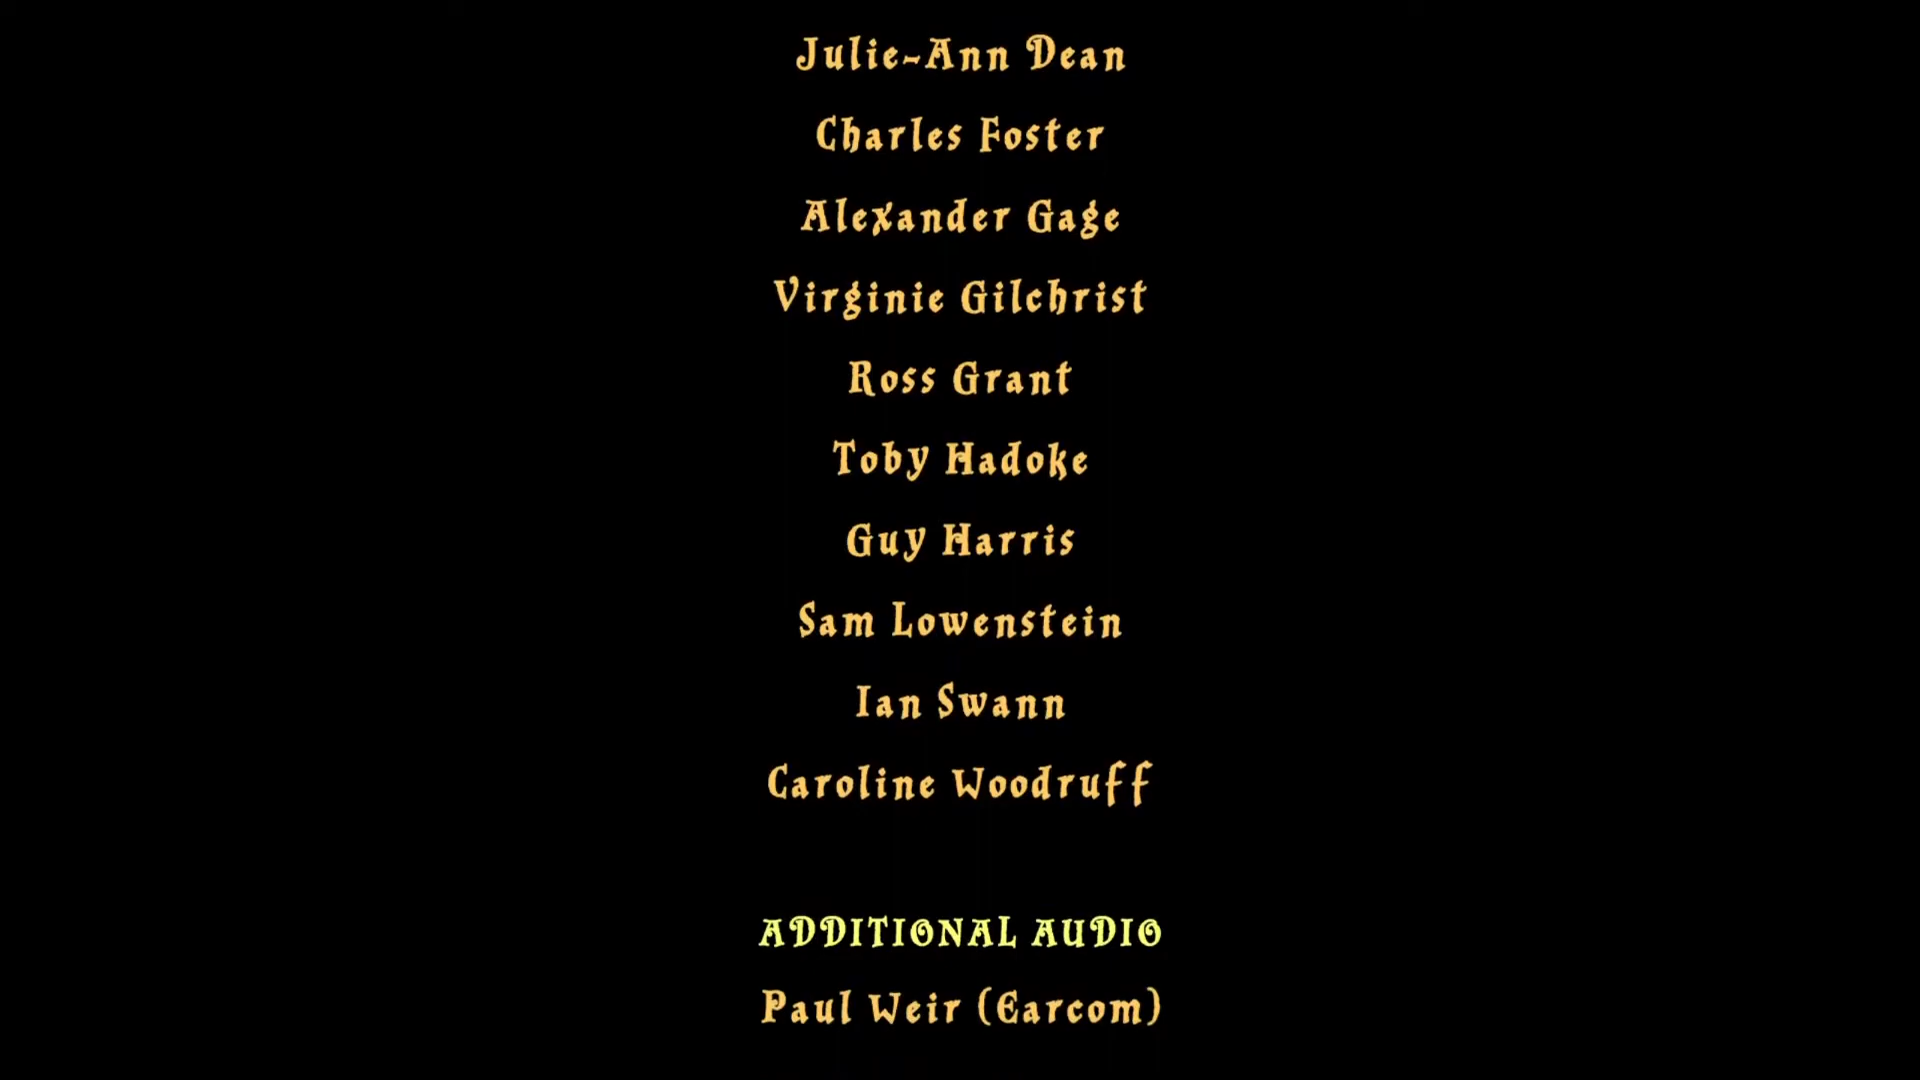 Julie-Ann Dean
Charles Foster
Alexander Gage
Virginie Gilchrist
Ross Grant
Toby Hadoke
Guy Harris
Sam Lowenstein
Ian Swann
Caroline Woodruff
ADDITIONAL AUDIO
Paul Weir (Earcom)